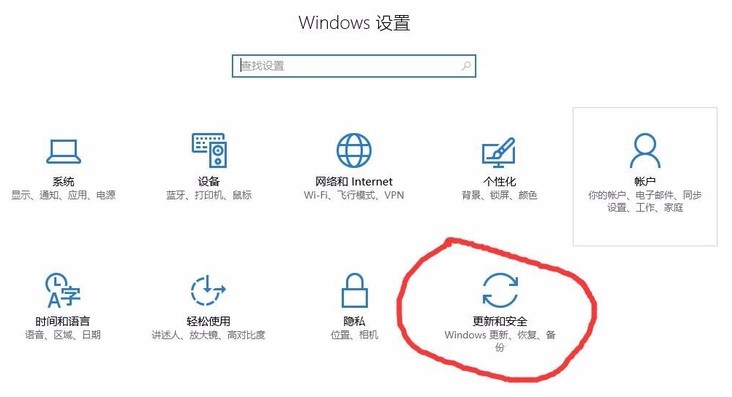 Windows 设置
查找设置
系统
显示、通知、应用、电源
设备
蓝牙、打印机、鼠标
网络和 Internet
Wi-Fi、飞行模式、VPN
个性化
背景、锁屏、颜色
帐户
你的帐户、电子邮件、同步
设置、工作、家庭
时间和语言
语音、区域、日期
轻松使用
讲述人、放大镜、高对比度
隐私
位置、相机
更新和安全
Windows 更新、恢复、备
份